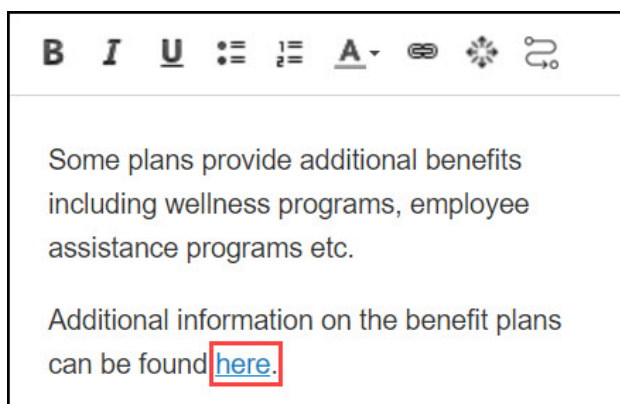 B I U A
Some plans provide additional benefits
including wellness programs, employee
assistance programs etc.
Additional information on the benefit plans
can be found here.